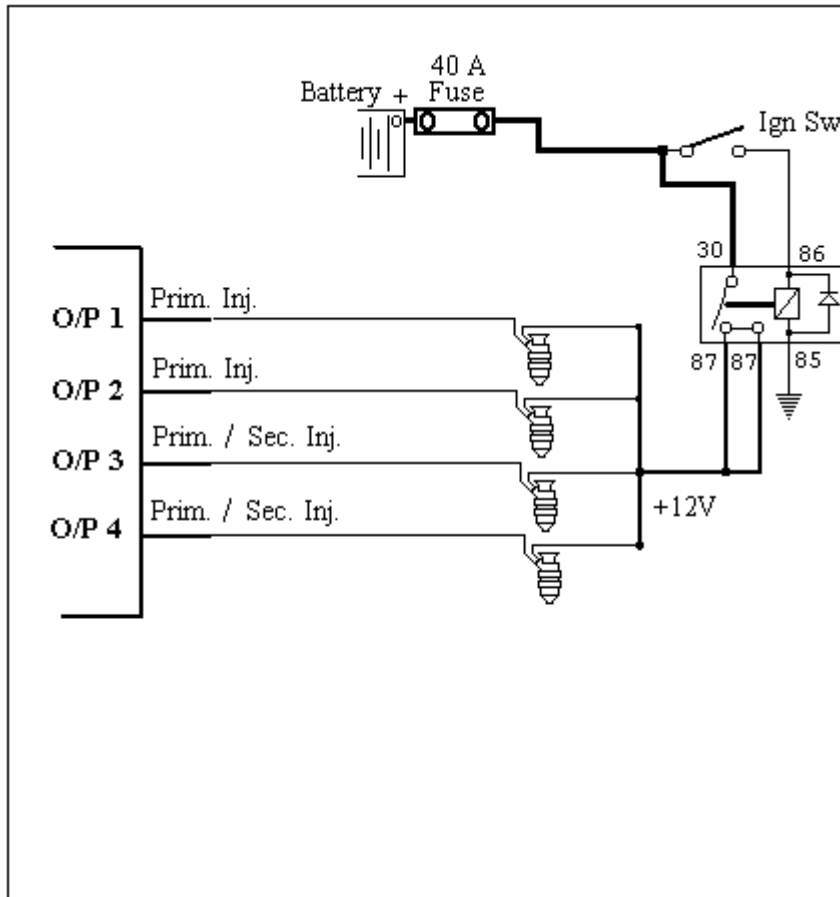 40 A
Battery + Fuse
Ign Sw
30
86
87
87
85
O/P 1
Prim. Inj.
O/P 2
Prim. Inj.
O/P 3
Prim. / Sec. Inj.
O/P 4
Prim. / Sec. Inj.
+12V